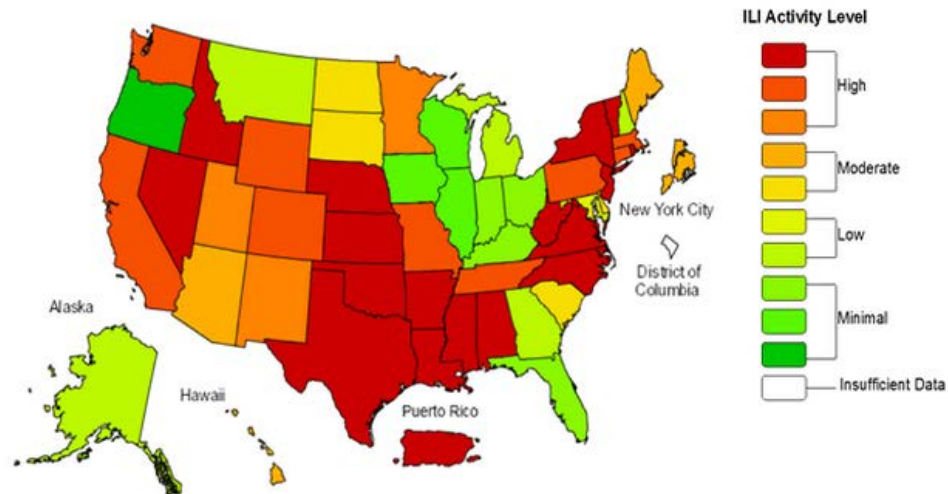 ILI Activity Level
High
Moderate
Low
Minimal
Insufficient Data
New York City
District of
Columbia
Alaska
Hawaii
Puerto Rico